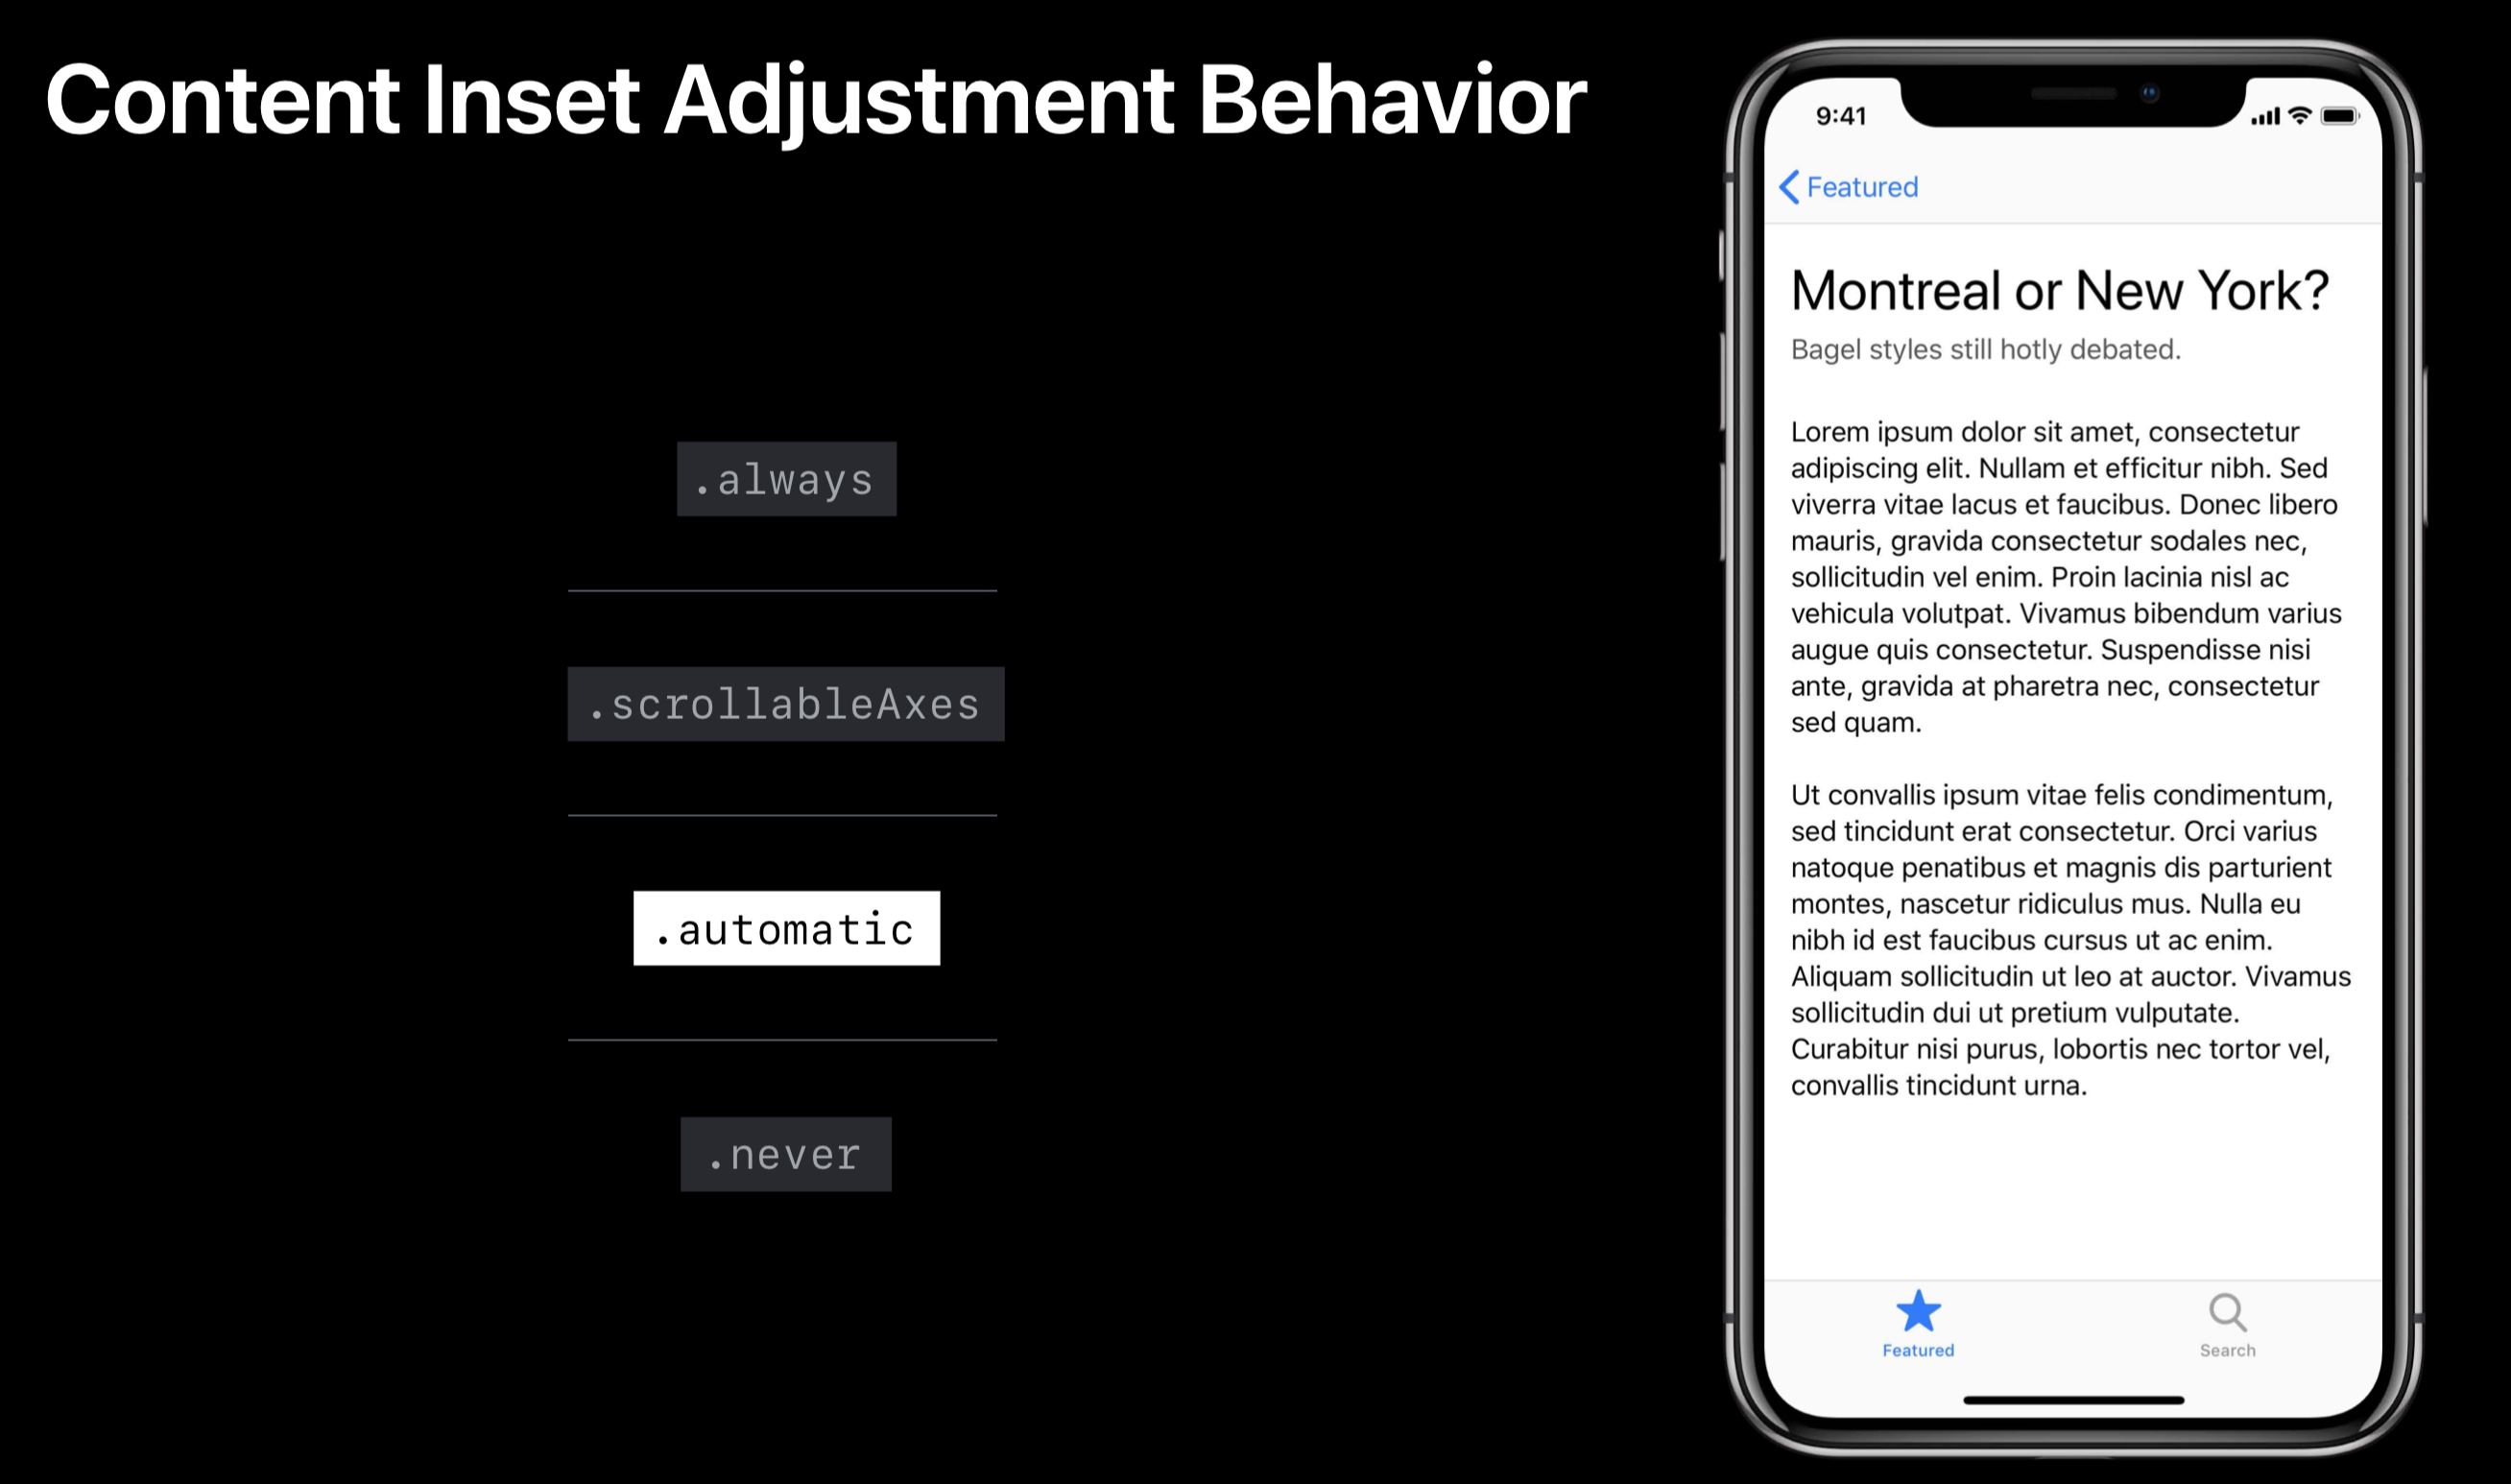 Content Inset Adjustment Behavior
.always
.scrollableAxes
.automatic
.never
9:41
Featured
Montreal or New York?
Bagel styles still hotly debated.
Lorem ipsum dolor sit amet, consectetur
adipiscing elit. Nullam et efficitur nibh. Sed
viverra vitae lacus et faucibus. Donec libero
mauris, gravida consectetur sodales nec,
sollicitudin vel enim. Proin lacinia nisl ac
vehicula volutpat. Vivamus bibendum varius
augue quis consectetur. Suspendisse nisi
ante, gravida at pharetra nec, consectetur
sed quam.
Ut convallis ipsum vitae felis condimentum,
sed tincidunt erat consectetur. Orci varius
natoque penatibus et magnis dis parturient
montes, nascetur ridiculus mus. Nulla eu
nibh id est faucibus cursus ut ac enim.
Aliquam sollicitudin ut leo at auctor. Vivamus
sollicitudin dui ut pretium vulputate.
Curabitur nisi purus, lobortis nec tortor vel,
convallis tincidunt urna.
Featured
Search